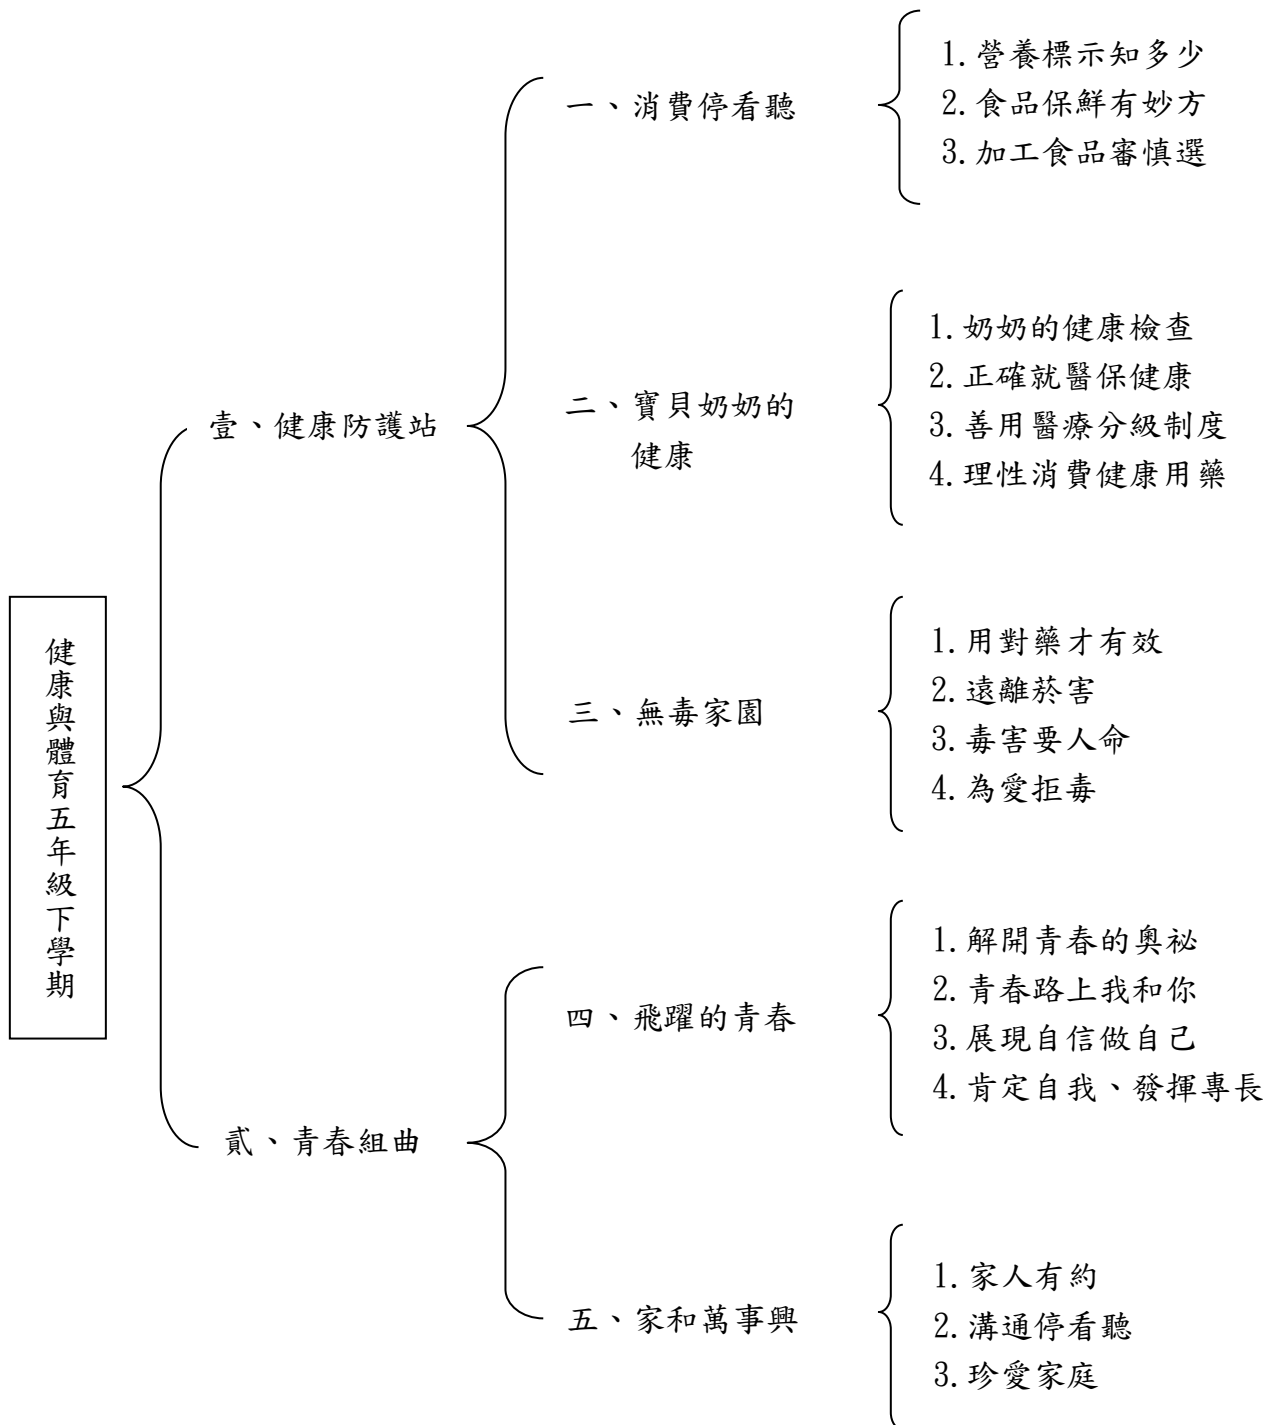 健康與體育五年級下學期
壹、健康防護站
一、消費停看聽
1.營養標示知多少
2.食品保鮮有妙方
3.加工食品審慎選
二、寶貝奶奶的
健康
1.奶奶的健康檢查
2.正確就醫保健康
3.善用醫療分級制度
4.理性消費健康用藥
三、無毒家園
1.用對藥才有效
2.遠離菸害
3.毒害要人命
4.為愛拒毒
貳、青春組曲
四、飛躍的青春
1.解開青春的奧祕
2.青春路上我和你
3.展現自信做自己
4.肯定自我、發揮專長
五、家和萬事興
1.家人有約
2.溝通停看聽
3.珍愛家庭